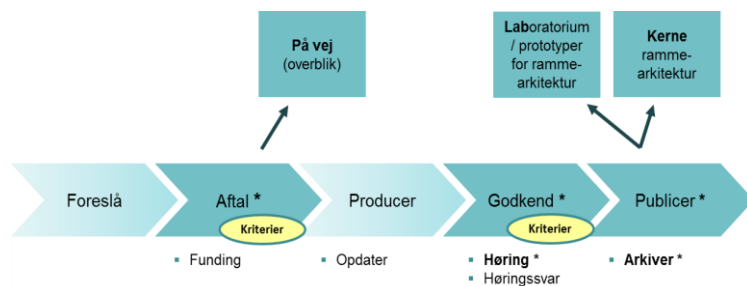 På vej
(overblik)
Laboratorium
/ prototyper
for ramme-
arkitektur
Kerne
ramme-
arkitektur
Foreslå
Aftal *
Producer
Godkend *
Publicer *
Kriterier
Kriterier
▪ Funding
▪ Opdater
▪ Høring *
▪ Høringssvar
▪ Arkiver *